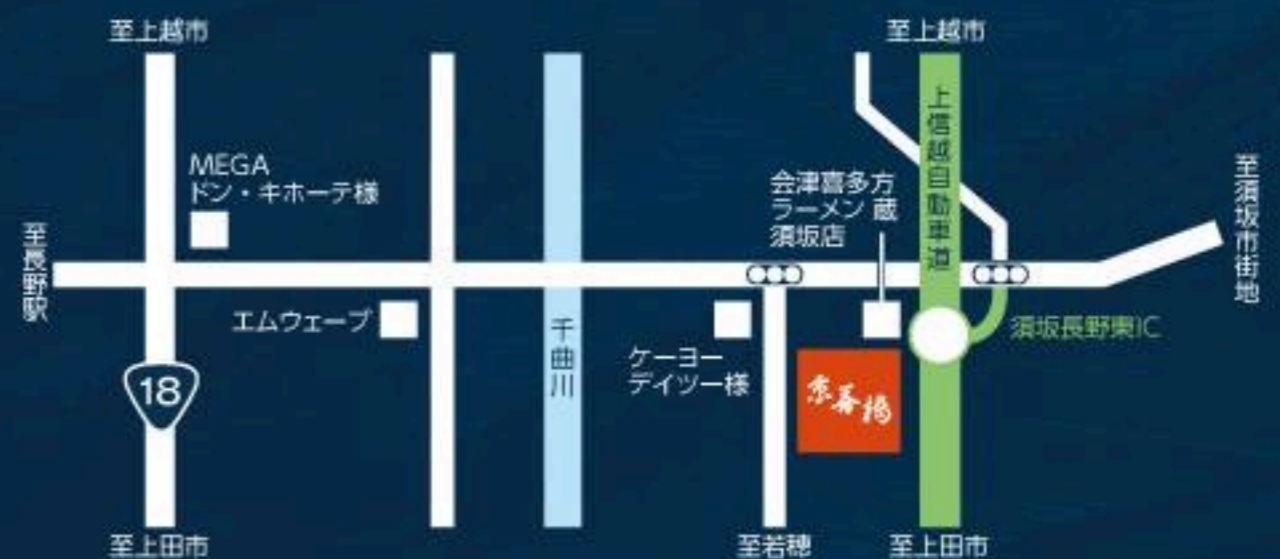 至上越市
至上越市
上信越自動車道
MEGA
ドン・キホーテ様
会津喜多方
ラーメン 蔵
須坂店
至須坂市街地
至長野駅
エムウェーブ
千曲川
須坂長野東IC
ケーヨー
デイツー様
18
至上田市
至若穂
至上田市